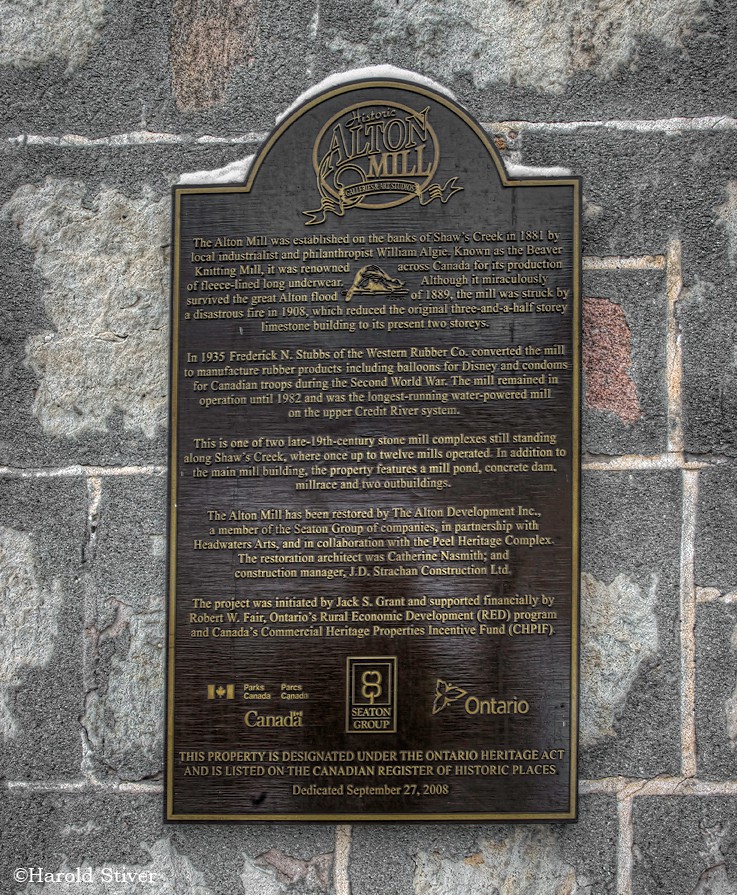 Historic
ALTON
MILL
GALLERIES & ART STUDIOS
The Alton Mill was established on the banks of Shaw's Creek in 1881 by
local industrialist and philanthropist William Algie. Known as the Beaver
Knitting Mill, it was renowned across Canada for its production
of fleece-lined long underwear. Although it miraculously
survived the great Alton flood of 1889, the mill was struck by
a disastrous fire in 1908, which reduced the original three-and-a-half storey
limestone building to its present two storeys.
In 1935 Frederick N. Stubbs of the Western Rubber Co. converted the mill
to manufacture rubber products including balloons for Disney and condoms
for Canadian troops during the Second World War. The mill remained in
operation until 1982 and was the longest-running water-powered mill
on the upper Credit River system.
This is one of two late-19th-century stone mill complexes still standing
along Shaw's Creek, where once up to twelve mills operated. In addition to
the main mill building, the property features a mill pond, concrete dam,
millrace and two outbuildings.
The Alton Mill has been restored by The Alton Development Inc.,
a member of the Seaton Group of companies, in partnership with
Headwaters Arts, and in collaboration with the Peel Heritage Complex.
The restoration architect was Catherine Nasmith; and
construction manager, J.D. Strachan Construction Ltd.
The project was initiated by Jack S. Grant and supported financially by
Robert W. Fair, Ontario's Rural Economic Development (RED) program
and Canada's Commercial Heritage Properties Incentive Fund (CHPIF).
Parks Parcs
Canada Canada
Canada
SEATON
GROUP
Ontario
THIS PROPERTY IS DESIGNATED UNDER THE ONTARIO HERITAGE ACT
AND IS LISTED ON THE CANADIAN REGISTER OF HISTORIC PLACES
Dedicated September 27, 2008
©Harold Stiver